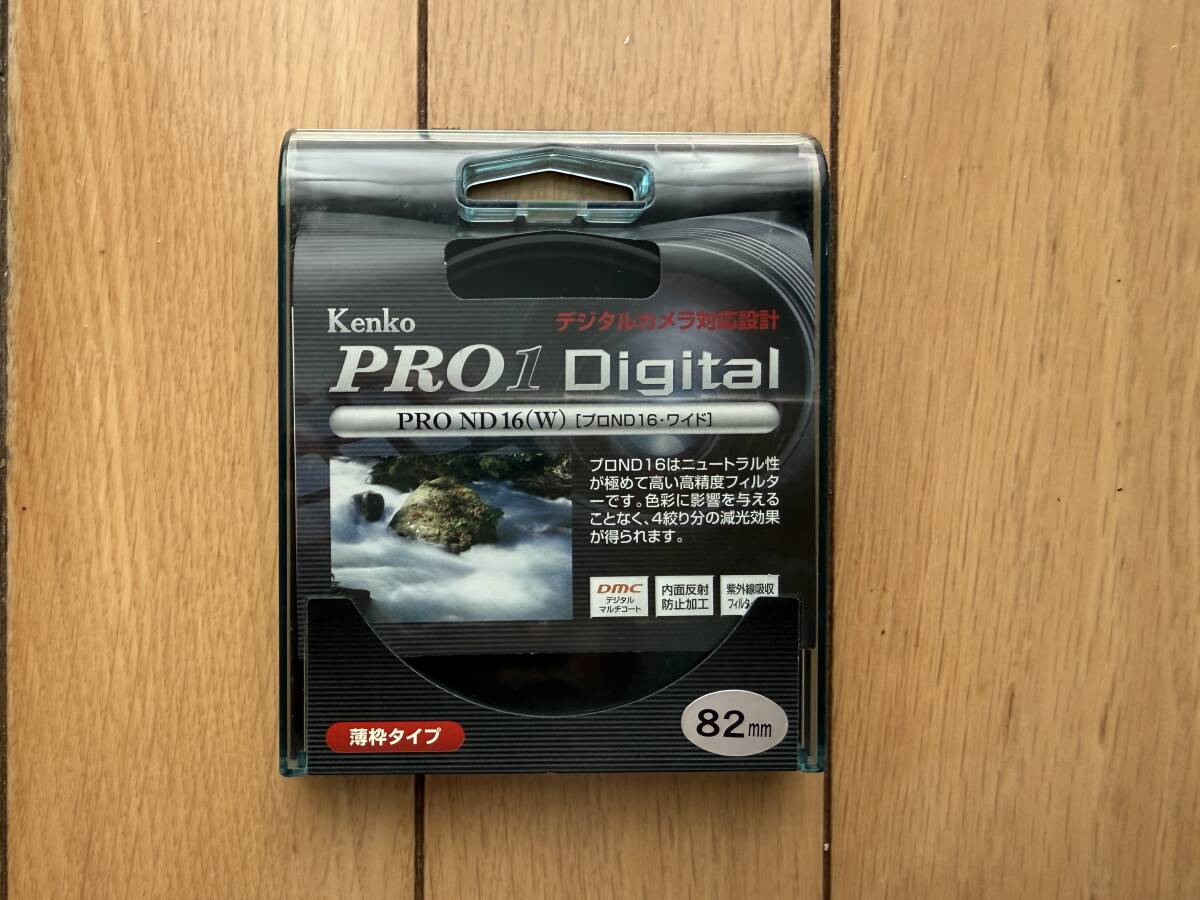 Kenko
デジタルカメラ対応設計
PRO1 Digital
PRO ND16(W) [プロND16・ワイド]
プロND16はニュートラル性
が極めて高い高精度フィルタ
ーです。色彩に影響を与える
ことなく、4絞り分の減光効果
が得られます。
DMC
デジタル
マルチコート
内面反射
防止加工
紫外線吸収
フィルター
薄枠タイプ
82mm